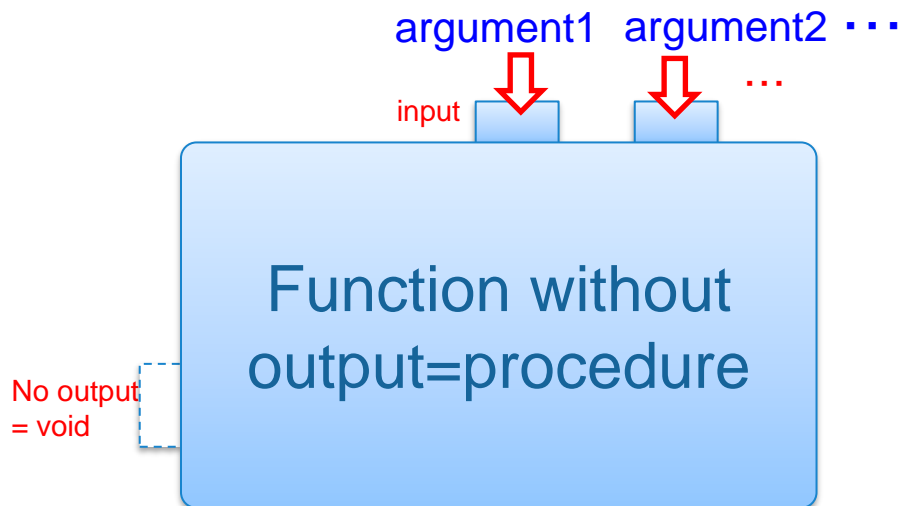 argument1 argument2 ...
...
input
Function without
output=procedure
No output
= void